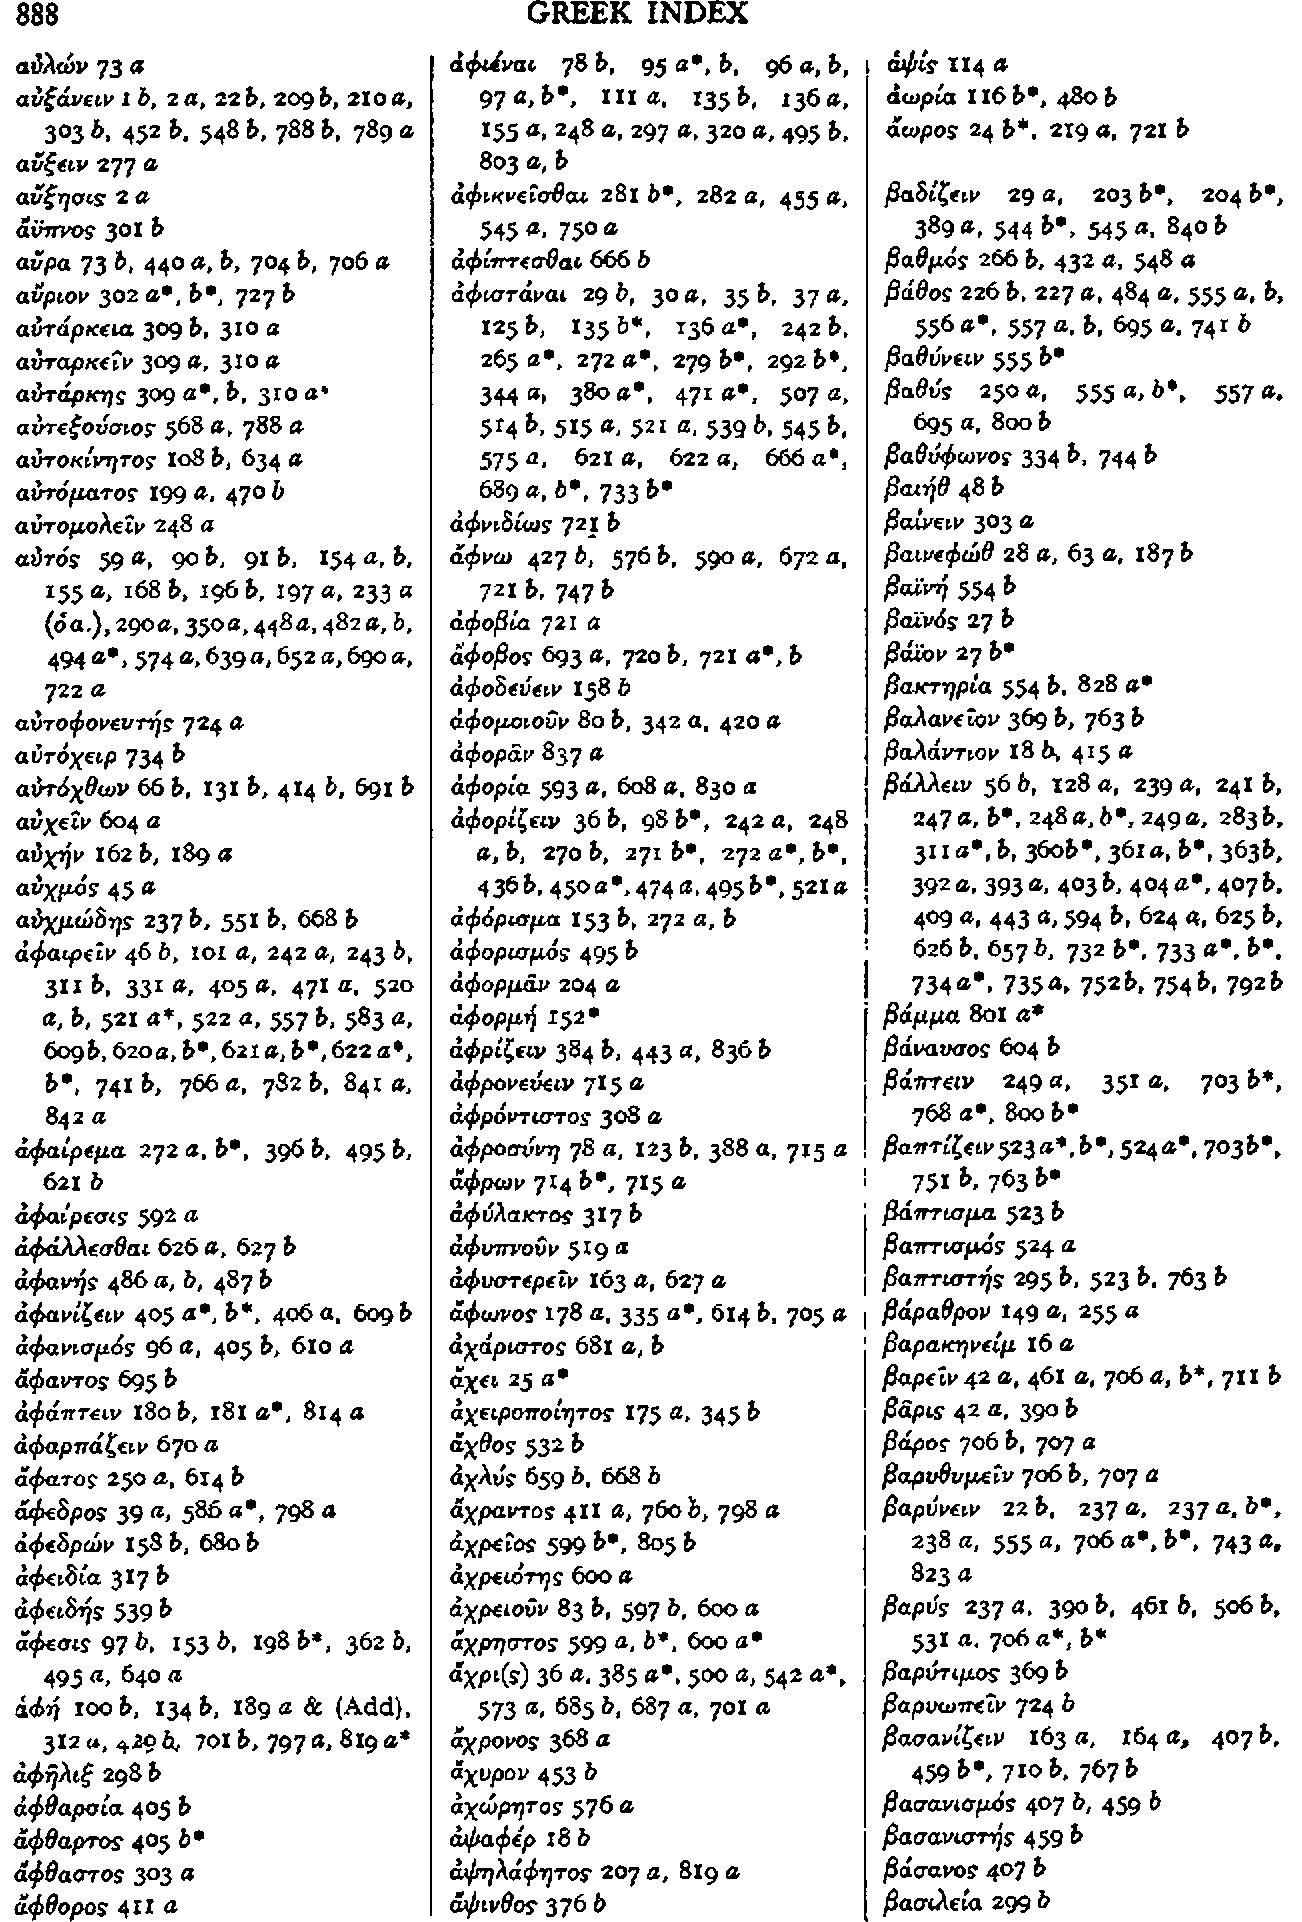 888
GREEK INDEX
αὐλών 73 a
αὐξάνειν 1 b, 2 a, 22 b, 209 b, 210 a,
303 b, 452 b, 548 b, 788 b, 789 a
αὔξειν 277 a
αὔξησις 2 a
ἄϋπνος 301 b
αὔρα 73 b, 440 a, b, 704 b, 706 a
αὔριον 302 a*, b*, 727 b
αὐτάρκεια 309 b, 310 a
αὐταρκεῖν 309 a, 310 a
αὐτάρκης 309 a*, b, 310 a*
αὐτεξούσιος 568 a, 788 a
αὐτοκίνητος 108 b, 634 a
αὐτόματος 199 a, 470 b
αὐτομολεῖν 248 a
αὐτός 59 a, 90 b, 91 b, 154 a, b,
155 a, 168 b, 196 b, 197 a, 233 a
(ὁ α.), 290 a, 350 a, 448 a, 482 a, b,
494 a*, 574 a, 639 a, 652 a, 690 a,
722 a
αὐτοφονευτής 724 a
αὐτόχειρ 734 b
αὐτόχθων 66 b, 131 b, 414 b, 691 b
αὐχεῖν 604 a
αὐχήν 162 b, 189 a
αὐχμός 45 a
αὐχμώδης 237 b, 551 b, 668 b
ἀφαιρεῖν 46 b, 101 a, 242 a, 243 b,
311 b, 331 a, 405 a, 471 a, 520
a, b, 521 a*, 522 a, 557 b, 583 a,
609 b, 620 a, b*, 621 a, b*, 622 a*,
b*, 741 b, 766 a, 782 b, 841 a,
842 a
ἀφαίρεμα 272 a, b*, 396 b, 495 b,
621 b
ἀφαίρεσις 592 a
ἀφάλλεσθαι 626 a, 627 b
ἀφανής 486 a, b, 487 b
ἀφανίζειν 405 a*, b*, 406 a, 609 b
ἀφανισμός 96 a, 405 b, 610 a
ἄφαντος 695 b
ἀφάπτειν 180 b, 181 a*, 814 a
ἀφαρπάζειν 670 a
ἄφατος 250 a, 614 b
ἄφεδρος 39 a, 586 a*, 798 a
ἀφεδρών 158 b, 680 b
ἀφειδία 317 b
ἀφειδής 539 b
ἄφεσις 97 b, 153 b, 198 b*, 362 b,
495 a, 640 a
ἁφή 100 b, 134 b, 189 a & (Add),
312 a, 429 b, 701 b, 797 a, 819 a*
ἀφῆλιξ 298 b
ἀφθαρσία 405 b
ἄφθαρτος 405 b*
ἄφθαστος 303 a
ἄφθορος 411 a
ἀφιέναι 78 b, 95 a*, b, 96 a, b,
97 a, b*, 111 a, 135 b, 136 a,
155 a, 248 a, 297 a, 320 a, 495 b,
803 a, b
ἀφικνεῖσθαι 281 b*, 282 a, 455 a,
545 a, 750 a
ἀφίπτεσθαι 666 b
ἀφιστάναι 29 b, 30 a, 35 b, 37 a,
125 b, 135 b*, 136 a*, 242 b,
265 a*, 272 a*, 279 b*, 292 b*,
344 a, 380 a*, 471 a*, 507 a,
514 b, 515 a, 521 a, 539 b, 545 b,
575 a, 621 a, 622 a, 666 a*,
689 a, b*, 733 b*
ἀφνιδίως 721 b
ἄφνω 427 b, 576 b, 590 a, 672 a,
721 b, 747 b
ἀφοβία 721 a
ἄφοβος 693 a, 720 b, 721 a*, b
ἀφοδεύειν 158 b
ἀφομοιοῦν 80 b, 342 a, 420 a
ἀφορᾶν 837 a
ἀφορία 593 a, 608 a, 830 a
ἀφορίζειν 36 b, 98 b*, 242 a, 248
a, b, 270 b, 271 b*, 272 a*, b*,
436 b, 450 a*, 474 a, 495 b*, 521 a
ἀφόρισμα 153 b, 272 a, b
ἀφορισμός 495 b
ἀφορμᾶν 204 a
ἀφορμή 152*
ἀφρίζειν 384 b, 443 a, 836 b
ἀφρονεύειν 715 a
ἀφρόντιστος 308 a
ἀφροσύνη 78 a, 123 b, 388 a, 715 a
ἄφρων 714 b*, 715 a
ἀφύλακτος 317 b
ἀφυπνοῦν 519 a
ἀφυστερεῖν 163 a, 627 a
ἄφωνος 178 a, 335 a*, 614 b, 705 a
ἀχάριστος 681 a, b
ἄχει 25 a*
ἀχειροποίητος 175 a, 345 b
ἄχθος 532 b
ἀχλύς 659 b, 668 b
ἄχραντος 411 a, 760 b, 798 a
ἀχρεῖος 599 b*, 805 b
ἀχρειότης 600 a
ἀχρειοῦν 83 b, 597 b, 600 a
ἄχρηστος 599 a, b*, 600 a*
ἄχρι(ς) 36 a, 385 a*, 500 a, 542 a*,
573 a, 685 b, 687 a, 701 a
ἄχρονος 368 a
ἄχυρον 453 b
ἀχώρητος 576 a
ἀψαφέρ 18 b
ἀψηλάφητος 207 a, 819 a
ἄψινθος 376 b
ἁψίς 114 a
ἀωρία 116 b*, 480 b
ἄωρος 24 b*, 219 a, 721 b
βαδίζειν 29 a, 203 b*, 204 b*,
389 a, 544 b*, 545 a, 840 b
βαθμός 266 b, 432 a, 548 a
βάθος 226 b, 227 a, 484 a, 555 a, b,
556 a*, 557 a, b, 695 a, 741 b
βαθύνειν 555 b*
βαθύς 250 a, 555 a, b*, 557 a,
695 a, 800 b
βαθύφωνος 334 b, 744 b
βαιήθ 48 b
βαίνειν 303 a
βαινεφώθ 28 a, 63 a, 187 b
βαϊνή 554 b
βαϊνός 27 b
βάϊον 27 b*
βακτηρία 554 b, 828 a*
βαλανεῖον 369 b, 763 b
βαλάντιον 18 b, 415 a
βάλλειν 56 b, 128 a, 239 a, 241 b,
247 a, b*, 248 a, b*, 249 a, 283 b,
311 a*, b, 360 b*, 361 a, b*, 363 b,
392 a, 393 a, 403 b, 404 a*, 407 b,
409 a, 443 a, 594 b, 624 a, 625 b,
626 b, 657 b, 732 b*, 733 a*, b*,
734 a*, 735 a, 752 b, 754 b, 792 b
βάμμα 801 a*
βάναυσος 604 b
βάπτειν 249 a, 351 a, 703 b*,
768 a*, 800 b*
βαπτίζειν 523 a*, b*, 524 a*, 703 b*,
751 b, 763 b*
βάπτισμα 523 b
βαπτισμός 524 a
βαπτιστής 295 b, 523 b, 763 b
βάραθρον 149 a, 255 a
βαρακηνείμ 16 a
βαρεῖν 42 a, 461 a, 706 a, b*, 711 b
βᾶρις 42 a, 390 b
βάρος 706 b, 707 a
βαρυθυμεῖν 706 b, 707 a
βαρύνειν 22 b, 237 a, 237 a, b*,
238 a, 555 a, 706 a*, b*, 743 a,
823 a
βαρύς 237 a, 390 b, 461 b, 506 b,
531 a, 706 a*, b*
βαρύτιμος 369 b
βαρυωπεῖν 724 b
βασανίζειν 163 a, 164 a, 407 b,
459 b*, 710 b, 767 b
βασανισμός 407 b, 459 b
βασανιστής 459 b
βάσανος 407 b
βασιλεία 299 b